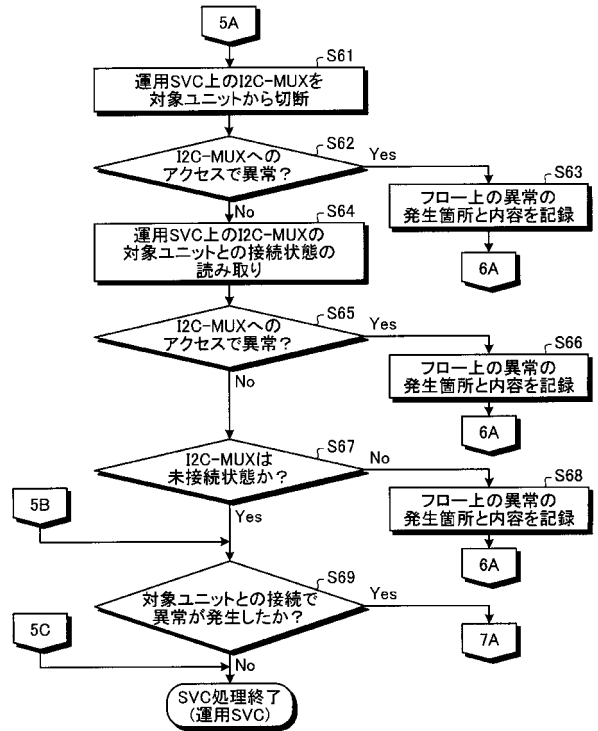 5A
S61
運用SVC上のI2C-MUXを
対象ユニットから切断
S62
I2C-MUXへの
アクセスで異常?
Yes
No
S63
フロー上の異常の
発生箇所と内容を記録
6A
S64
運用SVC上のI2C-MUXの
対象ユニットとの接続状態の
読み取り
S65
I2C-MUXへの
アクセスで異常?
Yes
No
S66
フロー上の異常の
発生箇所と内容を記録
6A
S67
I2C-MUXは
未接続状態か?
No
Yes
S68
フロー上の異常の
発生箇所と内容を記録
6A
5B
S69
対象ユニットとの接続で
異常が発生したか?
Yes
7A
5C
No
SVC処理終了
(運用SVC)